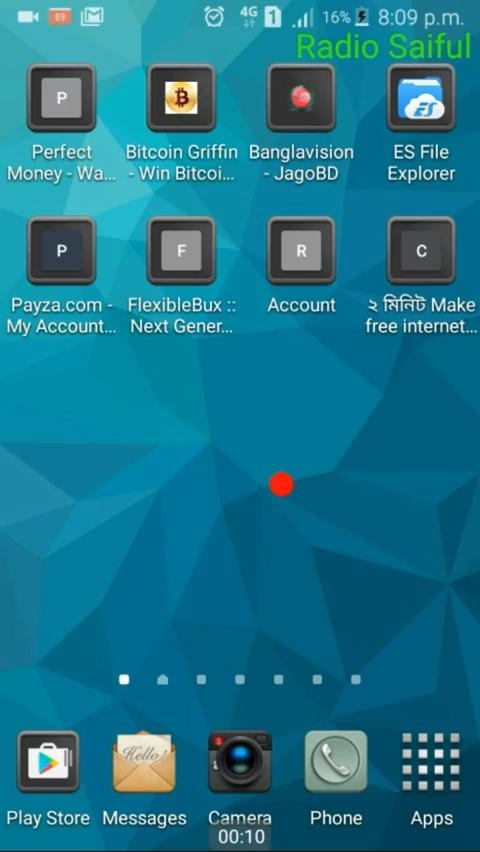 89 4G 1 16% 8:09 p.m.
Radio Saiful
P
Perfect
Money - Wa...
Bitcoin Griffin
- Win Bitcoi...
Banglavision
- JagoBD
ES
ES File
Explorer
P
Payza.com -
My Account...
F
FlexibleBux ::
Next Gener...
R
Account
C
২ মিনিট Make
free internet...
Hello!
Play Store
Messages
Camera
Phone
Apps
00:10